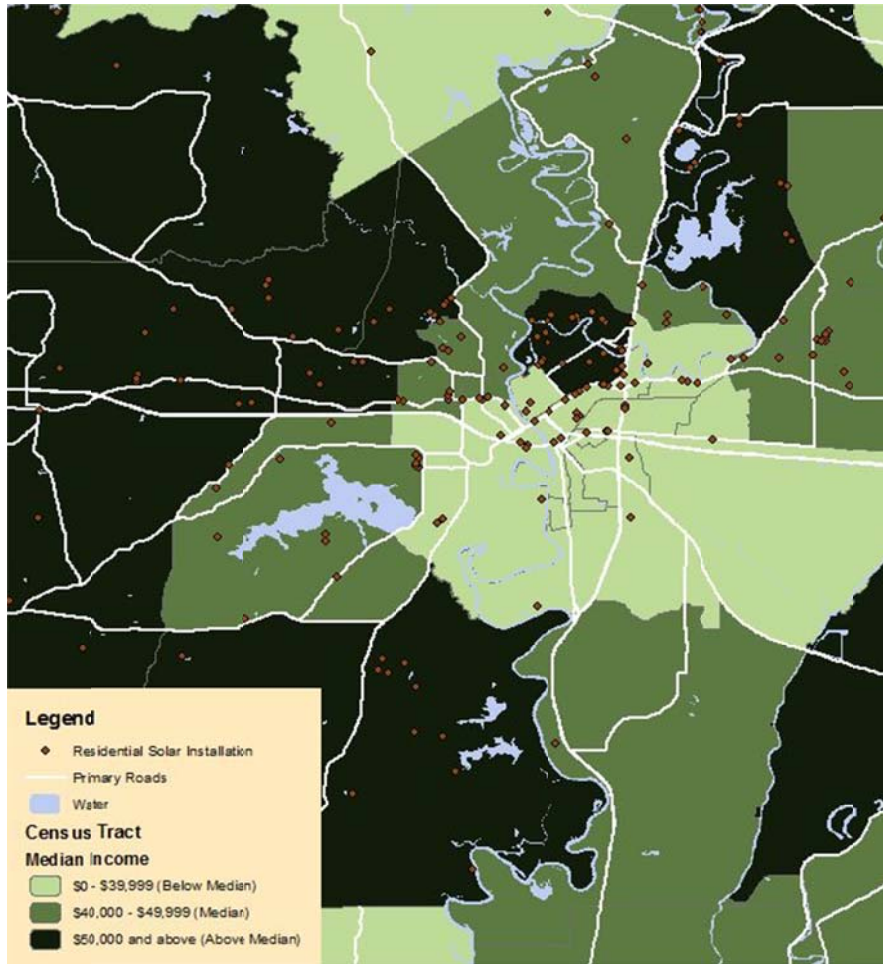 Legend
Residential Solar Installation
Primary Roads
Water
Census Tract
Median Income
$0 - $39,999 (Below Median)
$40,000 - $49,999 (Median)
$50,000 and above (Above Median)